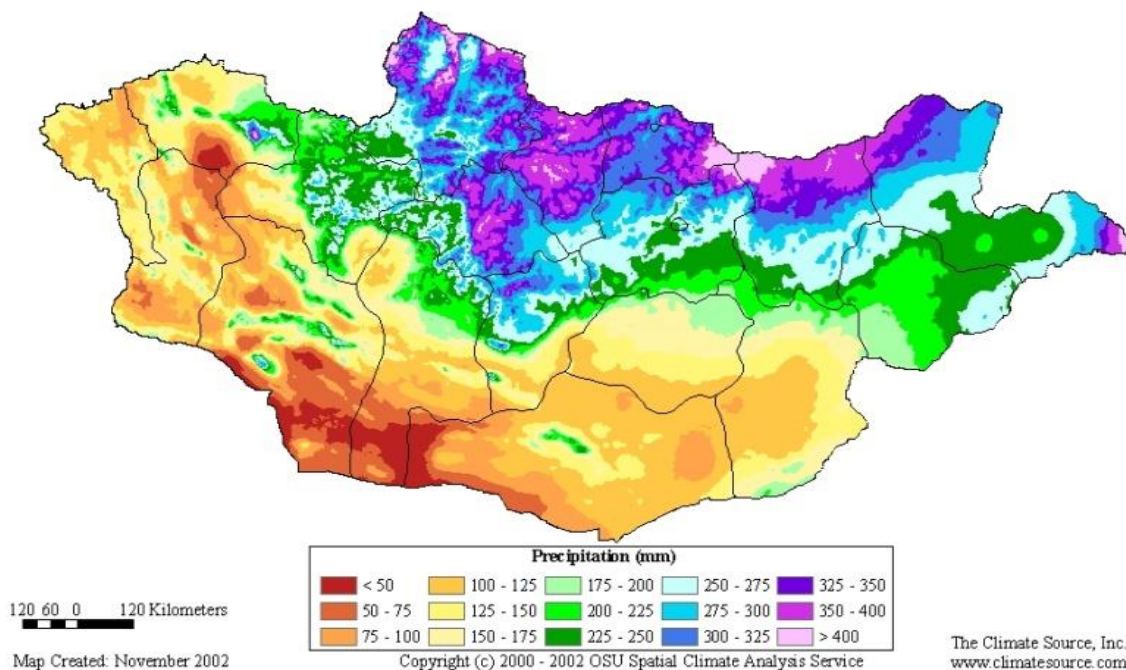 Precipitation (mm)
< 50 100 - 125 175 - 200 250 - 275 325 - 350
50 - 75 125 - 150 200 - 225 275 - 300 350 - 400
75 - 100 150 - 175 225 - 250 300 - 325 > 400
120 60 0 120 Kilometers
Map Created: November 2002
Copyright (c) 2000 - 2002 OSU Spatial Climate Analysis Service
The Climate Source, Inc.
www.climatesource.com